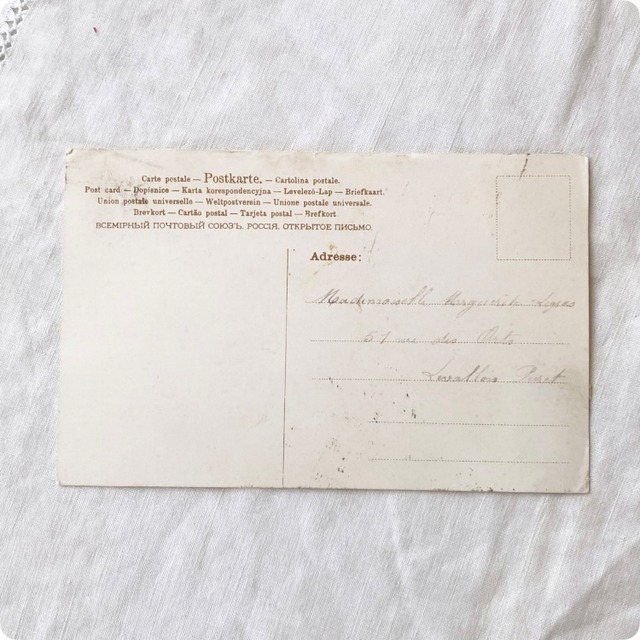 Carte postale — Postkarte. — Cartolina postale.
Post card — Dopisnice — Karta korespondencyjna — Levelező-Lap — Briefkaart.
Union postale universelle — Weltpostverein — Unione postale universale.
Brevkort — Cartão postal — Tarjeta postal — Brefkort
ВСЕМІРНЫЙ ПОЧТОВЫЙ СОЮЗЪ. РОССІЯ. ОТКРЫТОЕ ПИСЬМО.
Adresse:
Mademoiselle
51 rue des Arts
Levallois Perret